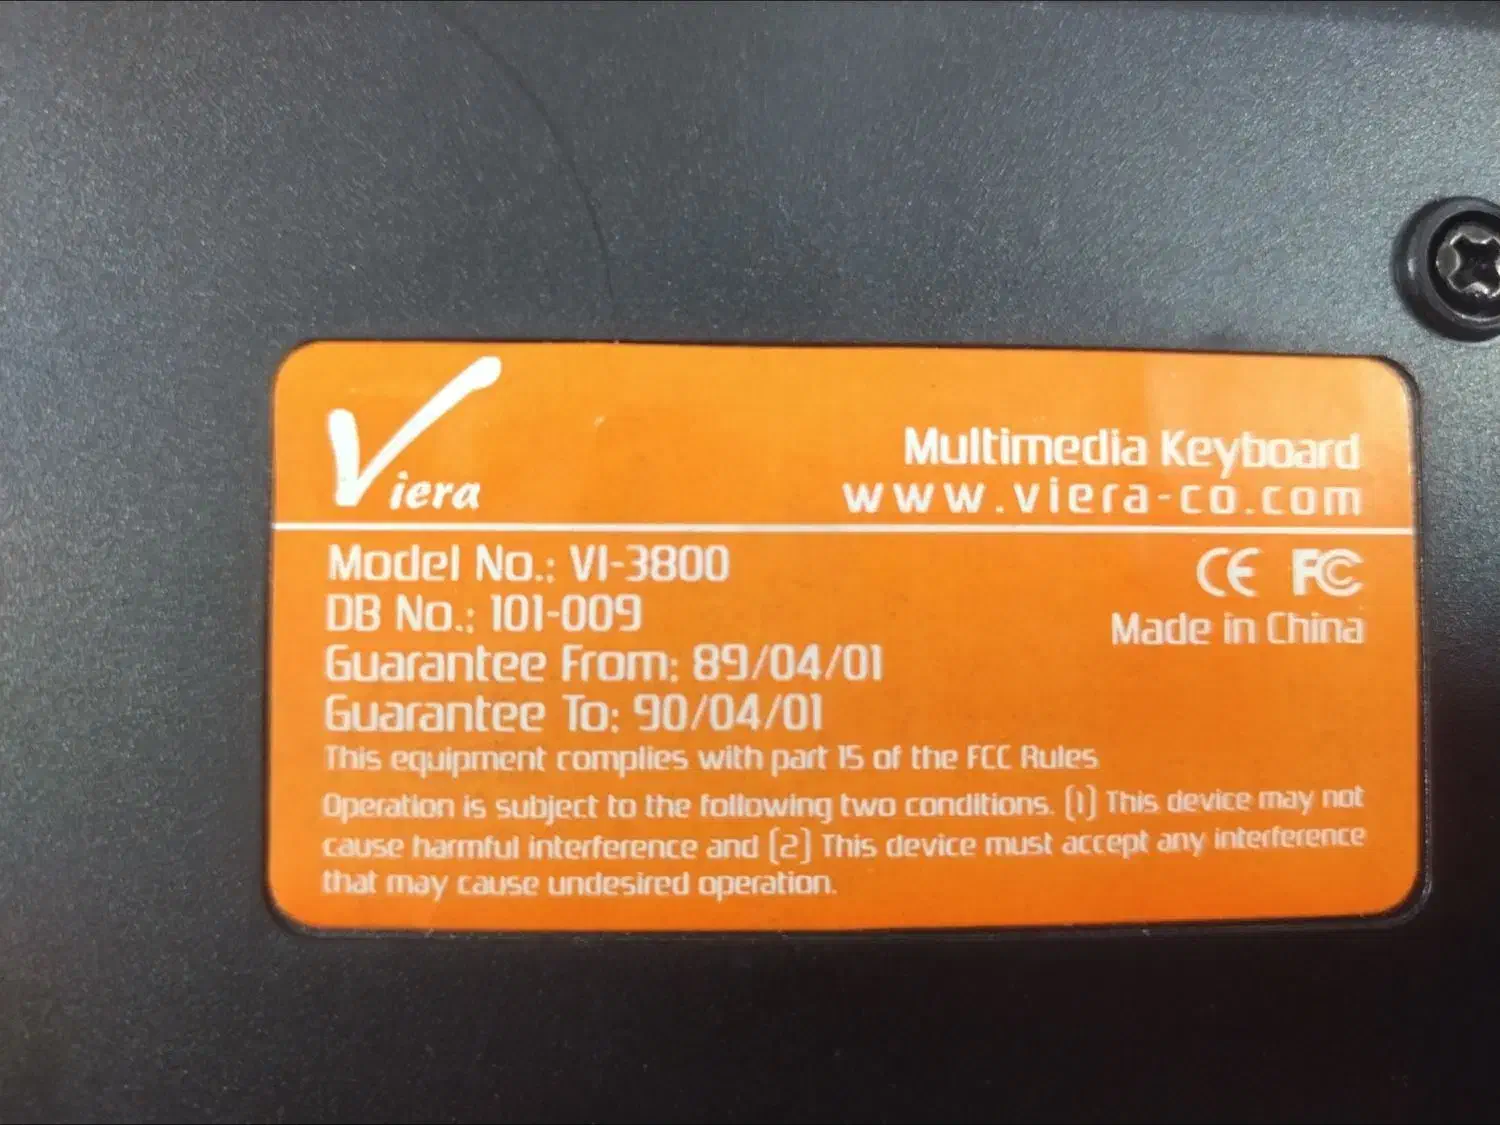 Viera
Multimedia Keyboard
www.viera-co.com
Model No.: VI-3800
DB No.: 101-009
Guarantee From: 89/04/01
Guarantee To: 90/04/01
CE FC
Made in China
This equipment complies with part 15 of the FCC Rules
Operation is subject to the following two conditions. (1) This device may not
cause harmful interference and (2) This device must accept any interference
that may cause undesired operation.